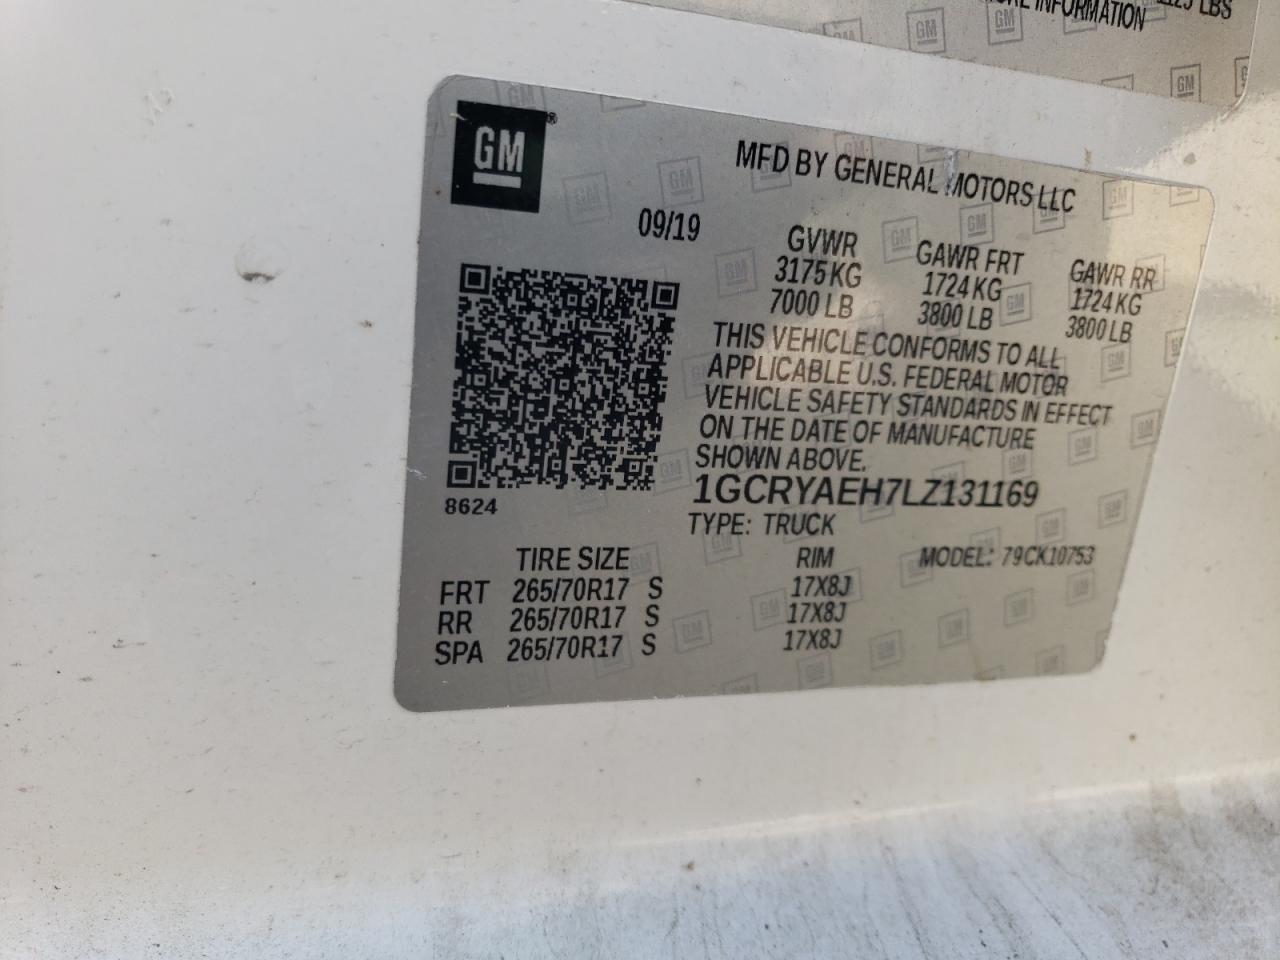 LBS
INFORMATION
GM
MFD BY GENERAL MOTORS LLC
09/19
GVWR GAWR FRT GAWR RR
3175 KG 1724 KG 1724 KG
7000 LB 3800 LB 3800 LB
THIS VEHICLE CONFORMS TO ALL
APPLICABLE U.S. FEDERAL MOTOR
VEHICLE SAFETY STANDARDS IN EFFECT
ON THE DATE OF MANUFACTURE
SHOWN ABOVE.
8624
1GCRYAEH7LZ131169
TYPE: TRUCK
TIRE SIZE RIM MODEL: 79CK10753
FRT 265/70R17 S 17X8J
RR 265/70R17 S 17X8J
SPA 265/70R17 S 17X8J